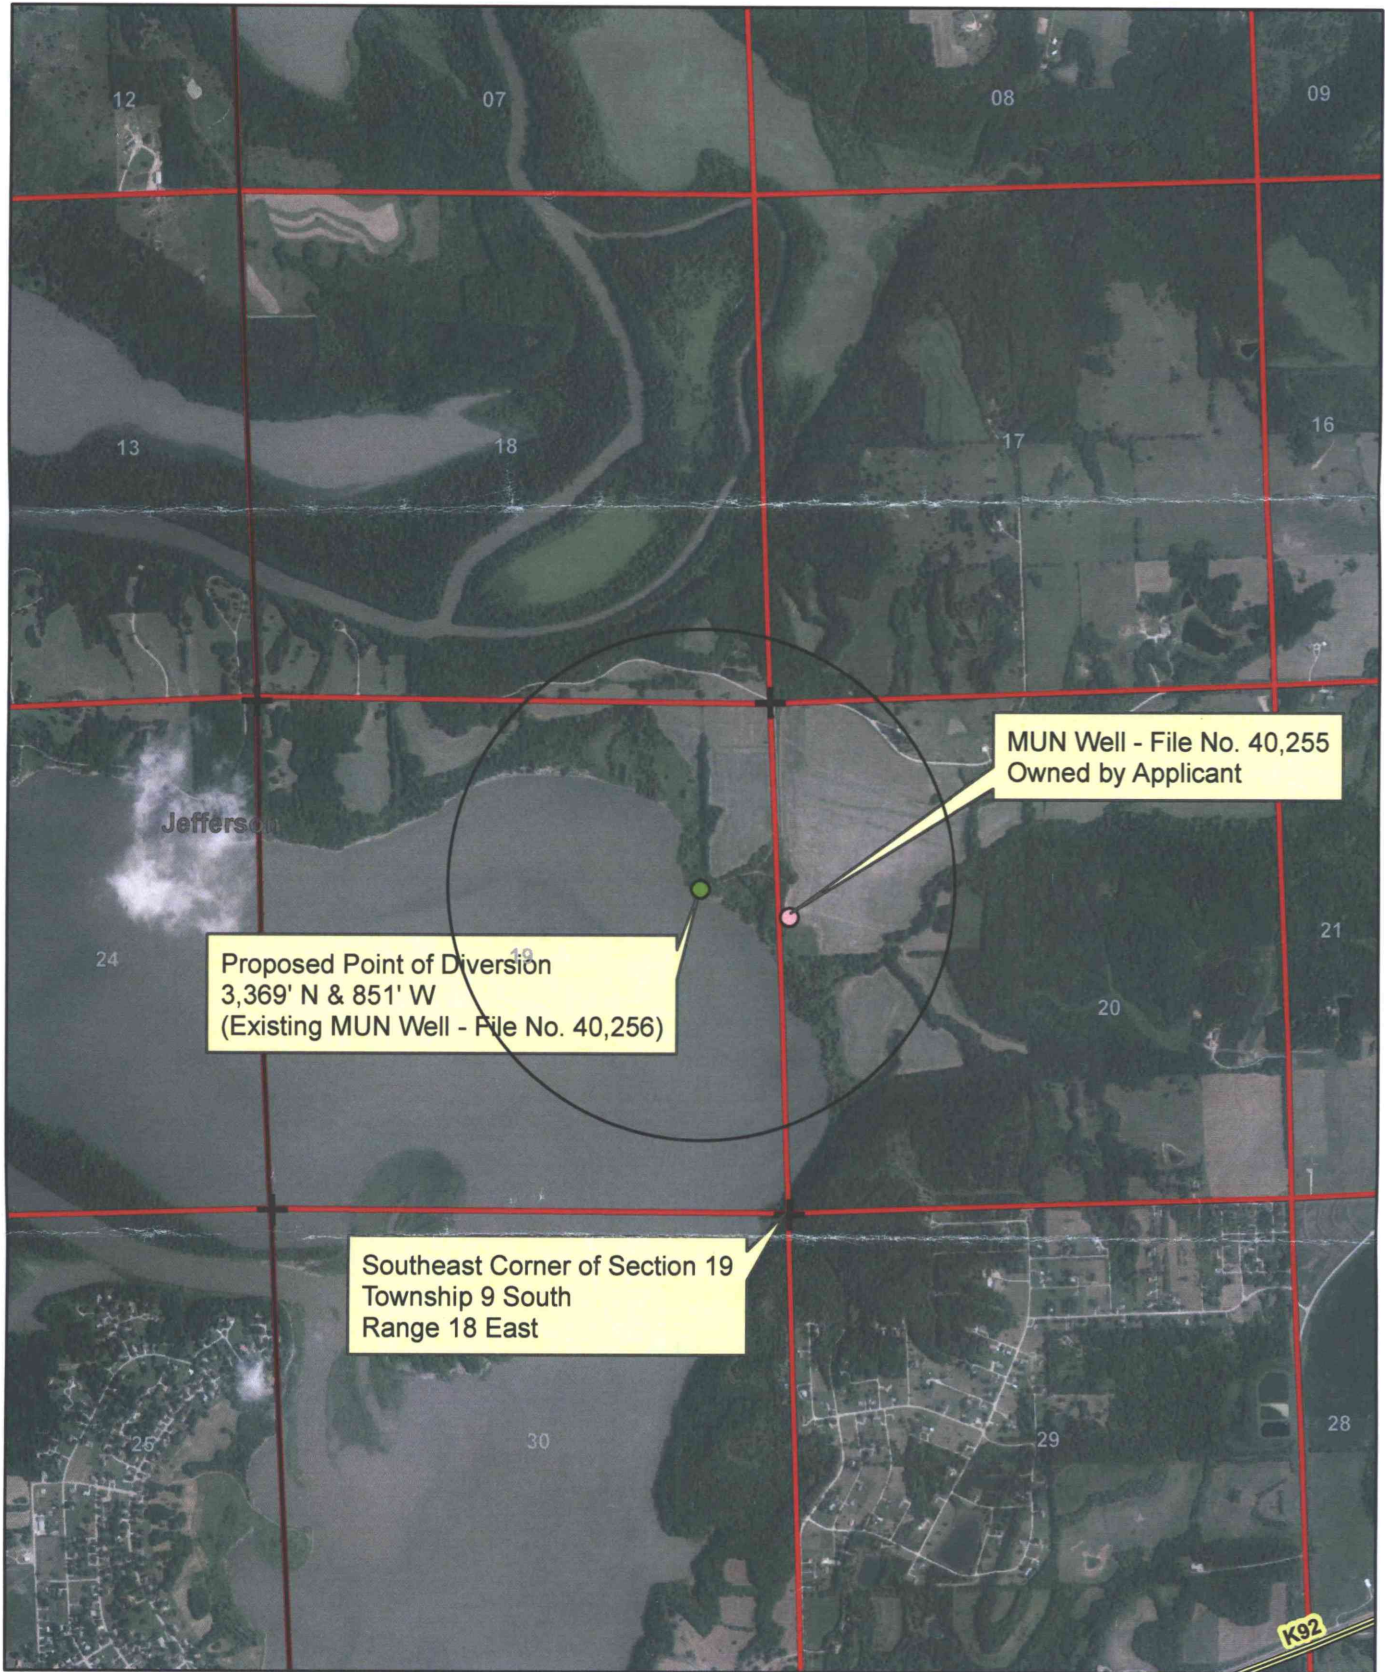 12
07
08
09
13
18
17
16
MUN Well - File No. 40,255
Owned by Applicant
Jefferson
24
19
Proposed Point of Diversion
3,369' N & 851' W
(Existing MUN Well - File No. 40,256)
21
20
Southeast Corner of Section 19
Township 9 South
Range 18 East
25
30
29
28
K92